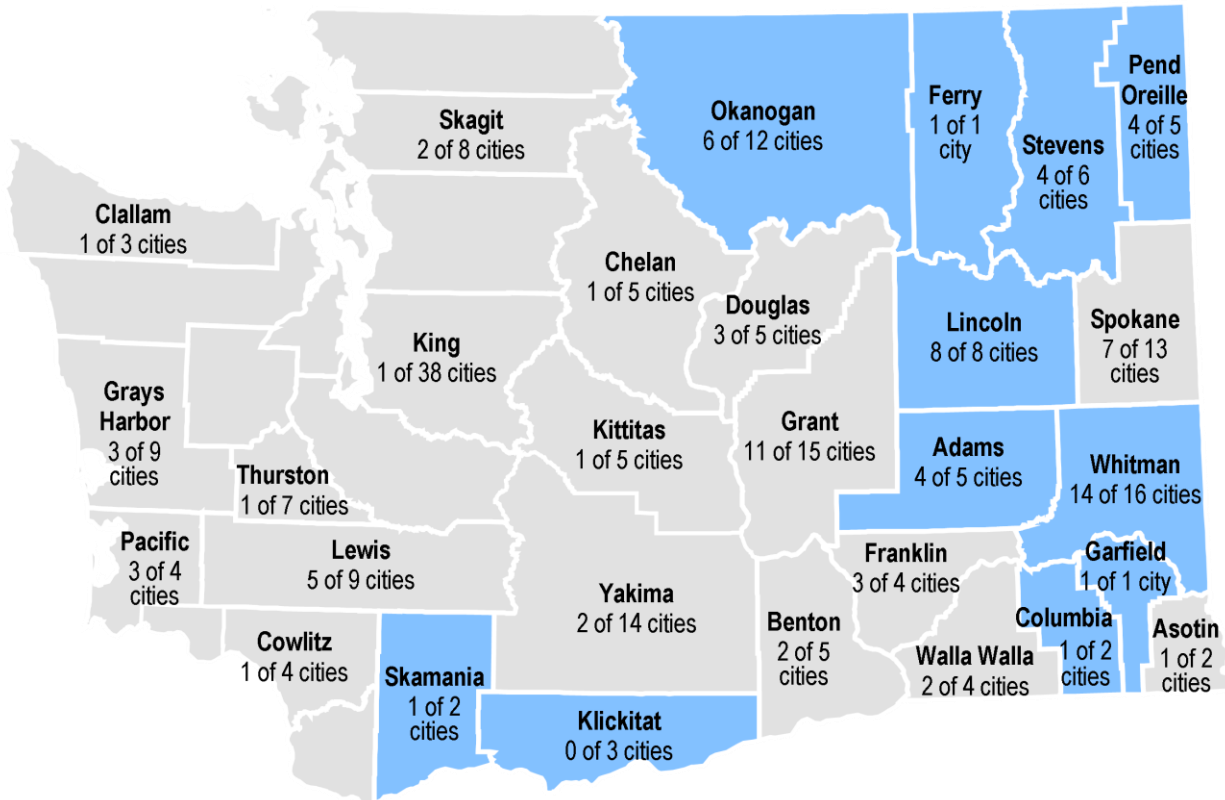 Okanogan
6 of 12 cities
Ferry
1 of 1
city
Pend
Oreille
4 of 5
cities
Stevens
4 of 6
cities
Skagit
2 of 8 cities
Clallam
1 of 3 cities
Chelan
1 of 5 cities
Douglas
3 of 5 cities
Lincoln
8 of 8 cities
Spokane
7 of 13
cities
King
1 of 38 cities
Grays
Harbor
3 of 9
cities
Kittitas
1 of 5 cities
Grant
11 of 15 cities
Adams
4 of 5 cities
Whitman
14 of 16 cities
Thurston
1 of 7 cities
Pacific
3 of 4
cities
Lewis
5 of 9 cities
Yakima
2 of 14 cities
Franklin
3 of 4 cities
Garfield
1 of 1 city
Benton
2 of 5
cities
Columbia
1 of 2
cities
Asotin
1 of 2
cities
Cowlitz
1 of 4 cities
Walla Walla
2 of 4 cities
Skamania
1 of 2
cities
Klickitat
0 of 3 cities